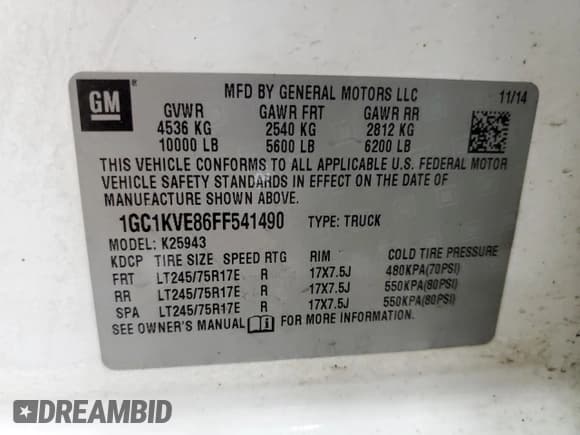 GM ®
MFD BY GENERAL MOTORS LLC 11/14
GVWR GAWR FRT GAWR RR
4536 KG 2540 KG 2812 KG
10000 LB 5600 LB 6200 LB
THIS VEHICLE CONFORMS TO ALL APPLICABLE U.S. FEDERAL MOTOR
VEHICLE SAFETY STANDARDS IN EFFECT ON THE DATE OF
MANUFACTURE SHOWN ABOVE.
1GC1KVE86FF541490 TYPE: TRUCK
MODEL: K25943
KDCP TIRE SIZE SPEED RTG RIM COLD TIRE PRESSURE
FRT LT245/75R17E R 17X7.5J 480KPA(70PSI)
RR LT245/75R17E R 17X7.5J 550KPA(80PSI)
SPA LT245/75R17E R 17X7.5J 550KPA(80PSI)
SEE OWNER'S MANUAL FOR MORE INFORMATION.
DREAMBID